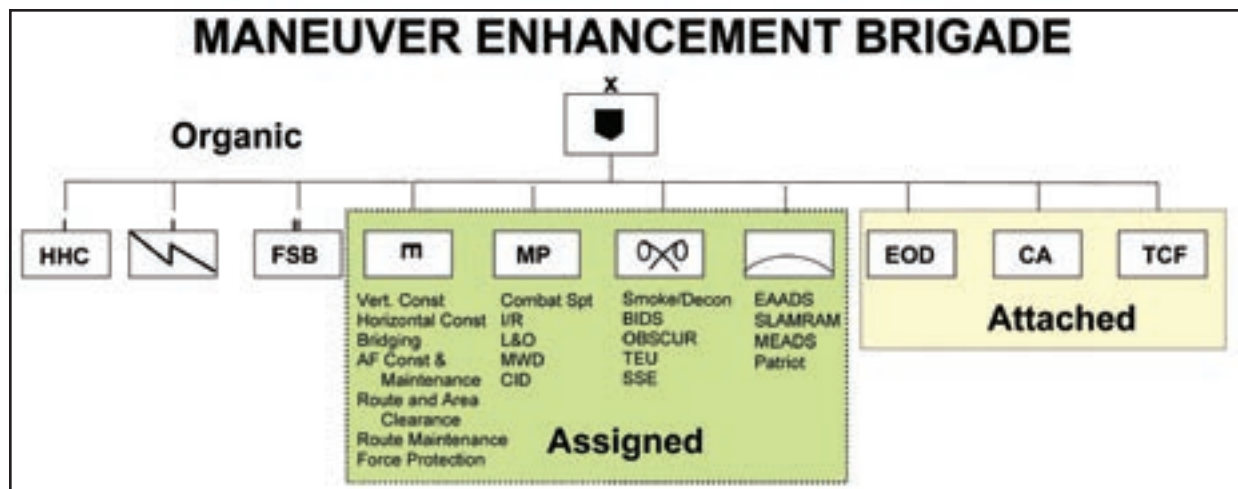 MANEUVER ENHANCEMENT BRIGADE
X
Organic
HHC
FSB
E
MP
EOD
CA
TCF
Vert. Const
Horizontal Const
Bridging
AF Const &
Maintenance
Route and Area
Clearance
Route Maintenance
Force Protection
Combat Spt
I/R
L&O
MWD
CID
Smoke/Decon
BIDS
OBSCUR
TEU
SSE
EAADS
SLAMRAM
MEADS
Patriot
Assigned
Attached